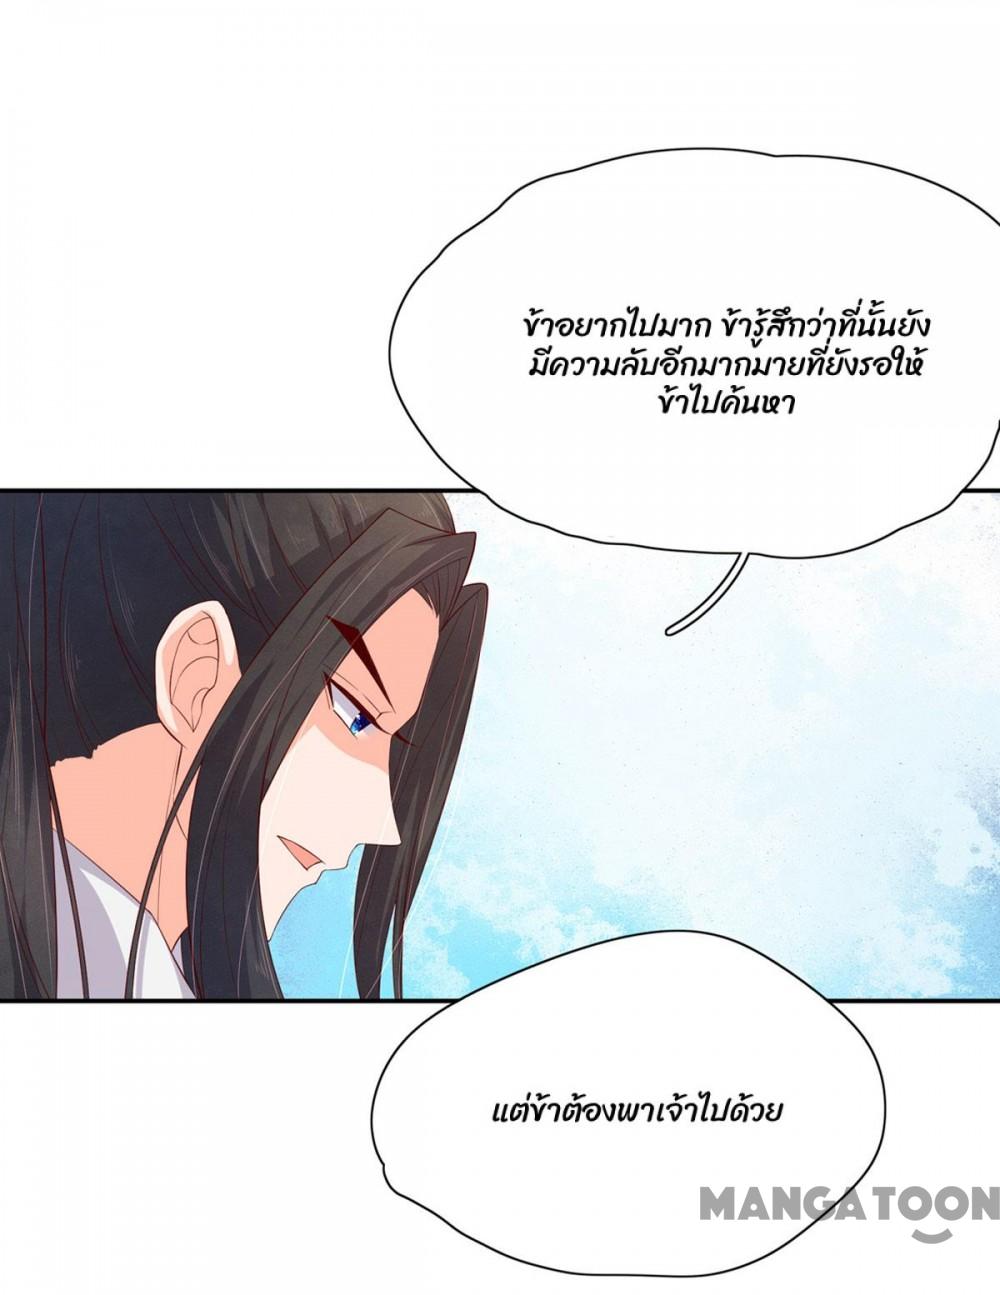 ข้าอยากไปมาก ข้ารู้สึกว่าที่นั้นยัง
มีความลับอีกมากมายที่ยังรอให้
ข้าไปค้นหา
แต่ข้าต้องพาเจ้าไปด้วย
MANGATOON